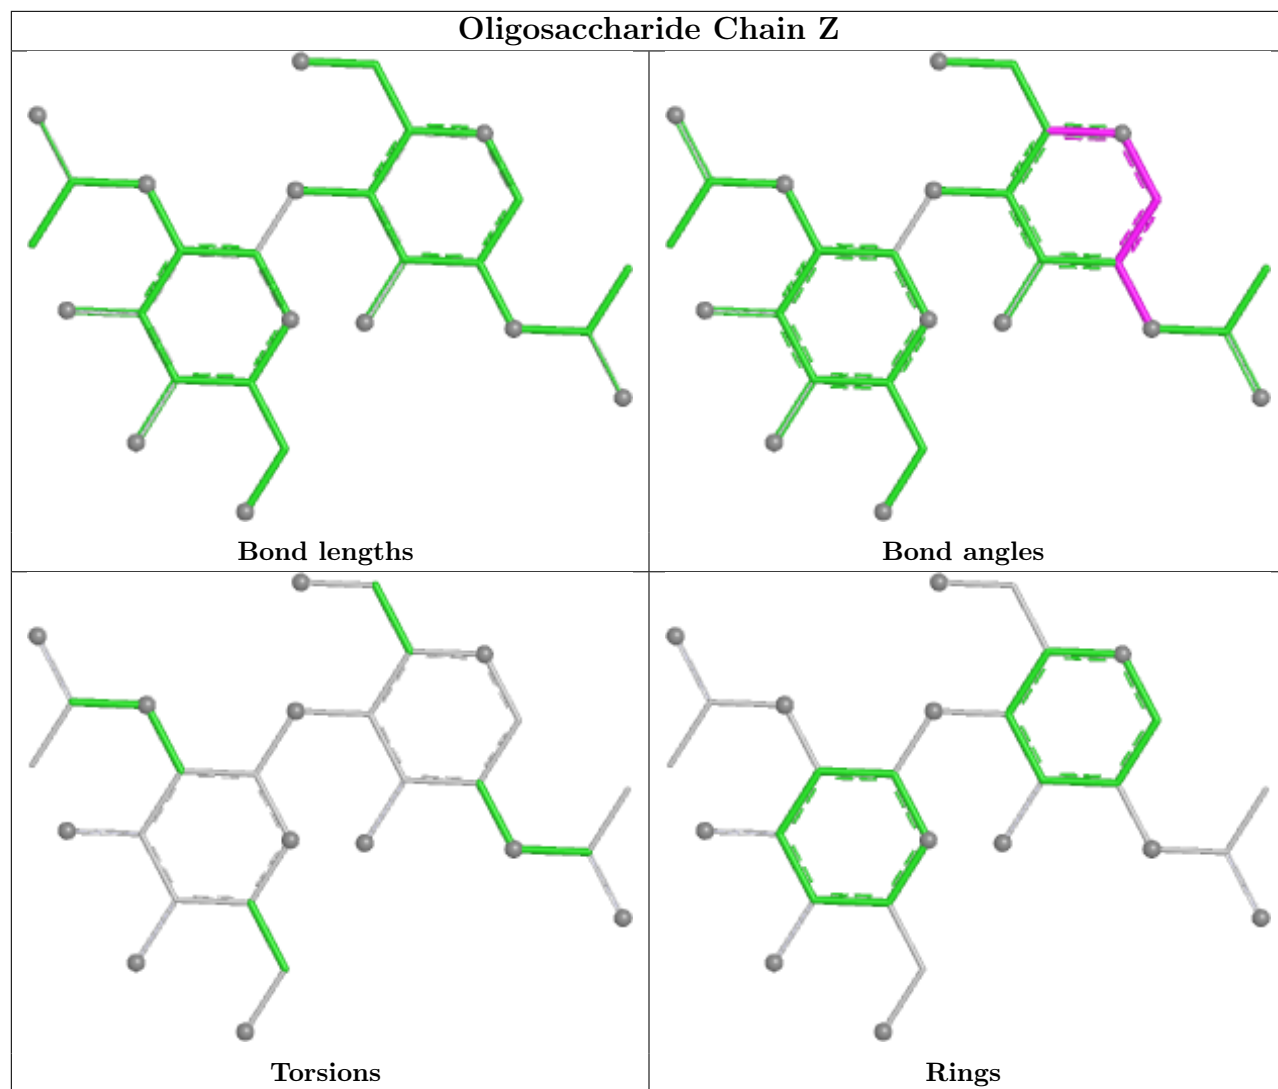 Oligosaccharide Chain Z
Bond lengths
Bond angles
Torsions
Rings